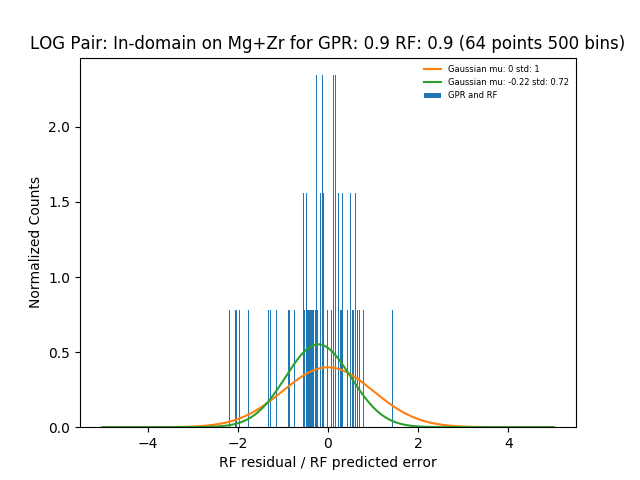 LOG Pair: In-domain on Mg+Zr for GPR: 0.9 RF: 0.9 (64 points 500 bins)
Gaussian mu: 0 std: 1
Gaussian mu: -0.22 std: 0.72
GPR and RF
Normalized Counts
2.0
1.5
1.0
0.5
0.0
−4
−2
0
2
4
RF residual / RF predicted error